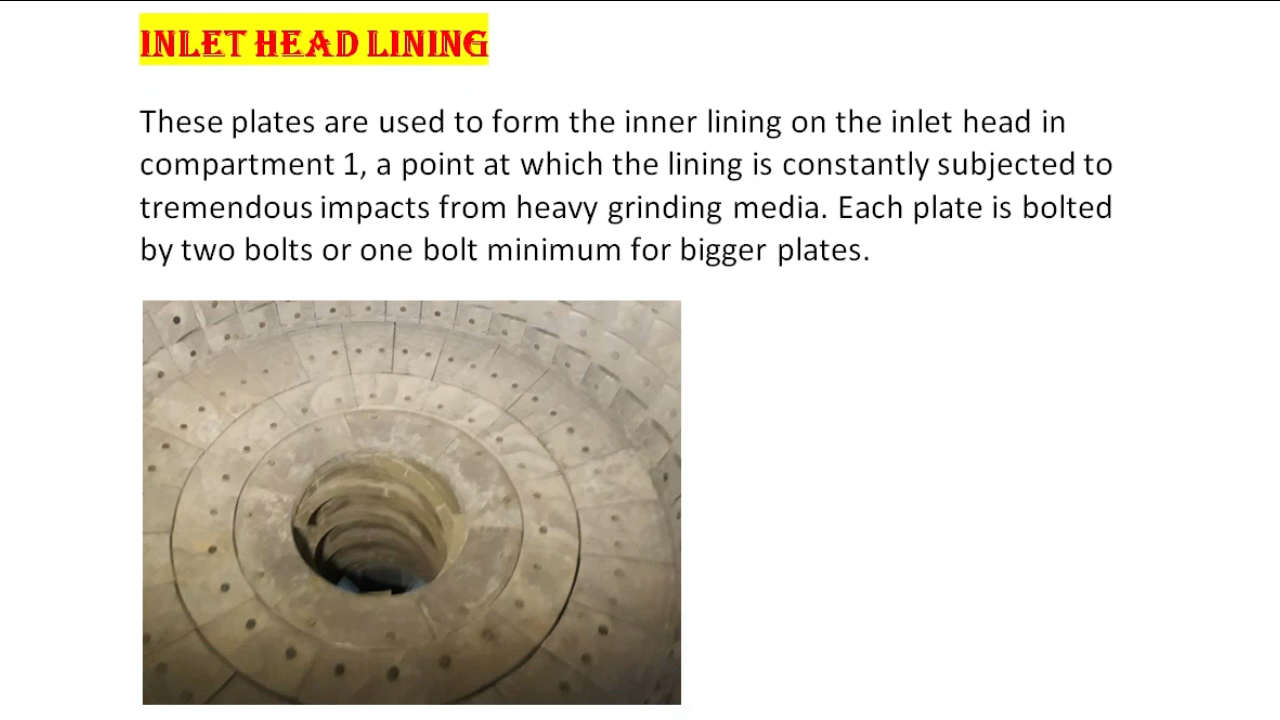 INLET HEAD LINING
These plates are used to form the inner lining on the inlet head in
compartment 1, a point at which the lining is constantly subjected to
tremendous impacts from heavy grinding media. Each plate is bolted
by two bolts or one bolt minimum for bigger plates.